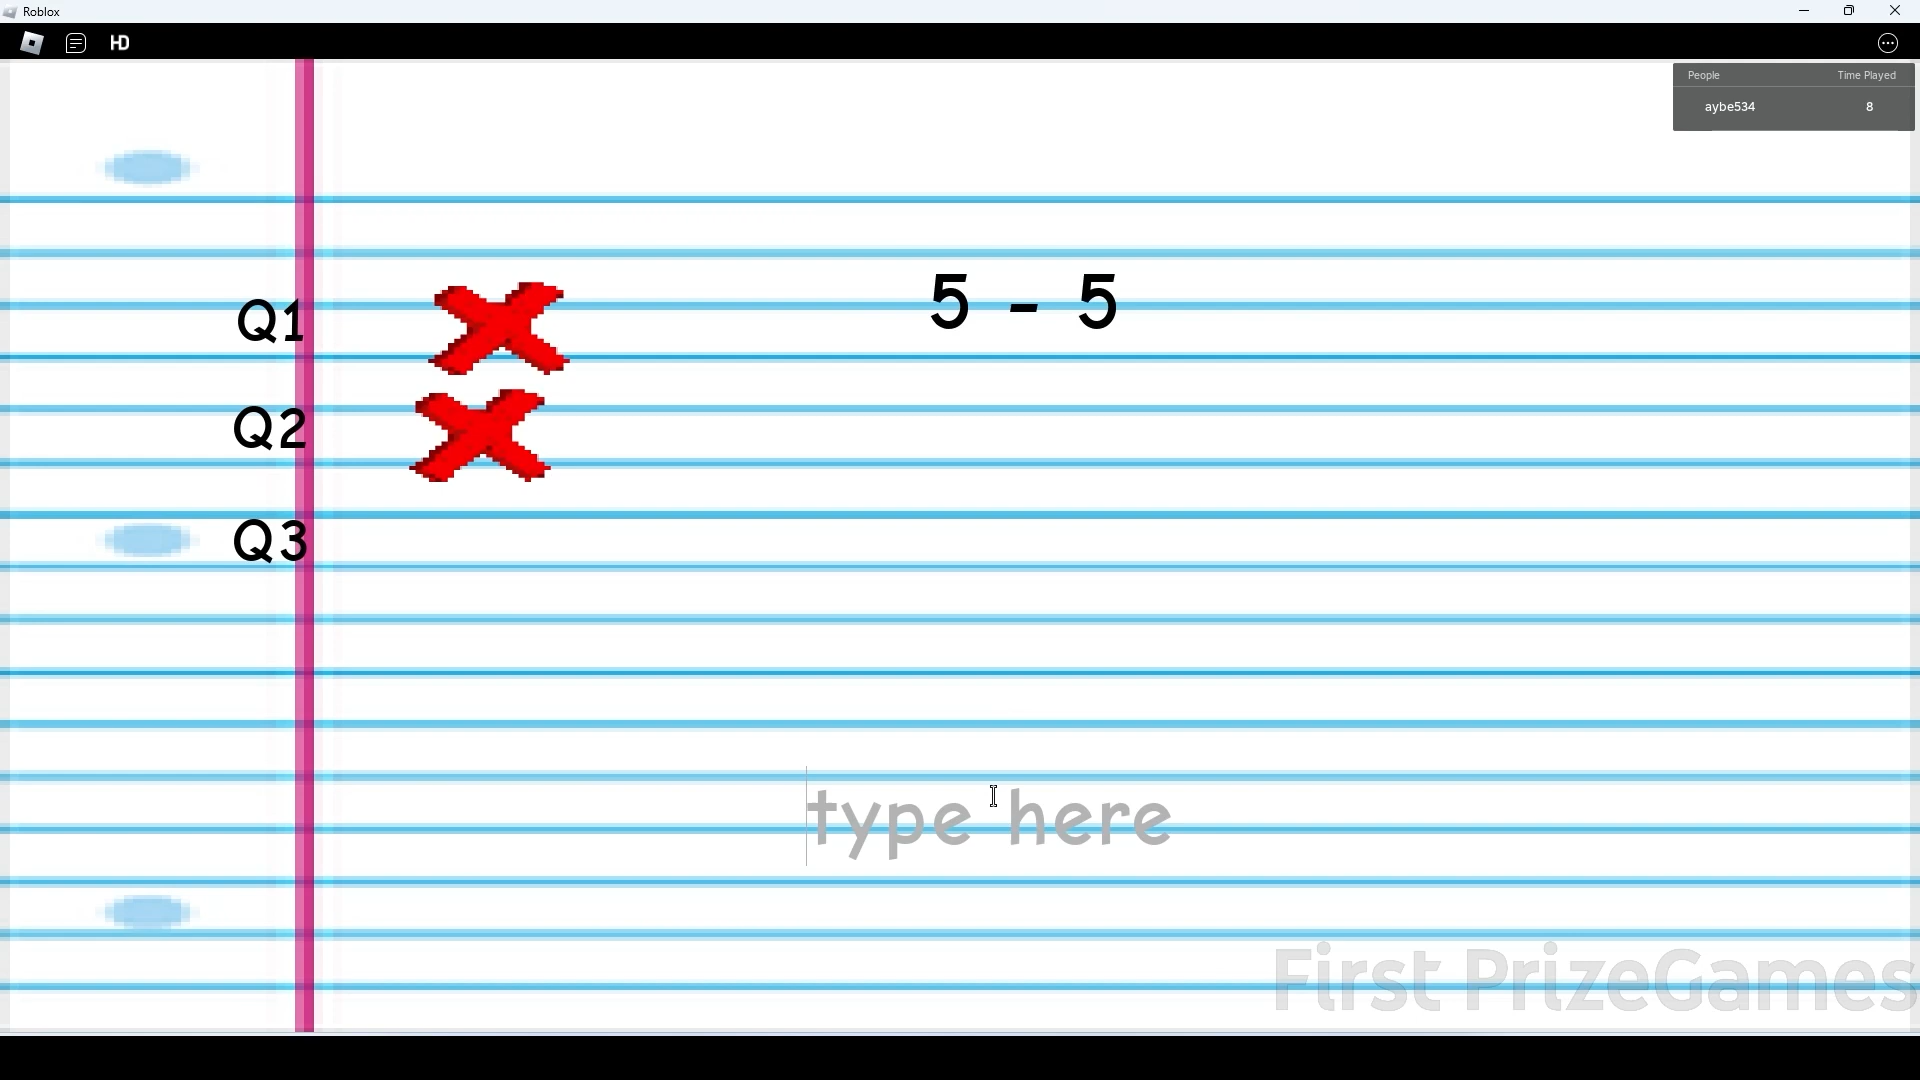 Roblox
HD
People Time Played
aybe534 8
5 - 5
Q1
Q2
Q3
type here
First PrizeGames